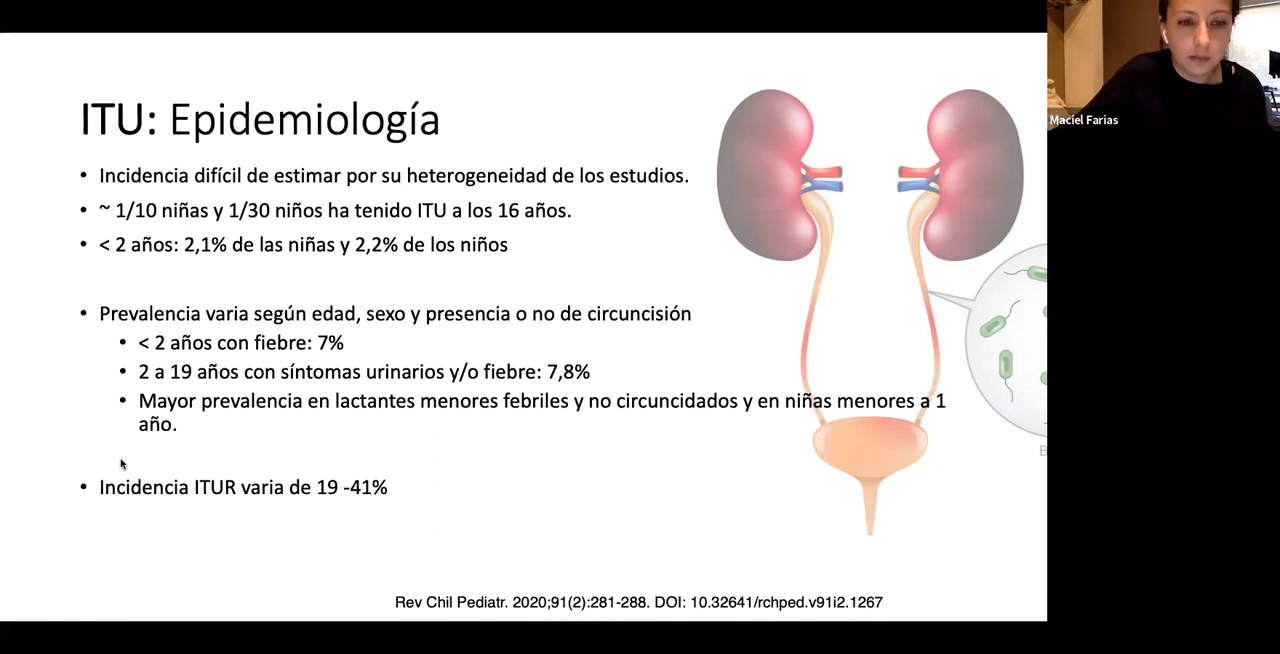 ITU: Epidemiología
• Incidencia difícil de estimar por su heterogeneidad de los estudios.
• ~ 1/10 niñas y 1/30 niños ha tenido ITU a los 16 años.
• < 2 años: 2,1% de las niñas y 2,2% de los niños
• Prevalencia varia según edad, sexo y presencia o no de circuncisión
• < 2 años con fiebre: 7%
• 2 a 19 años con síntomas urinarios y/o fiebre: 7,8%
• Mayor prevalencia en lactantes menores febriles y no circuncidados y en niñas menores a 1
año.
• Incidencia ITUR varia de 19 -41%
Rev Chil Pediatr. 2020;91(2):281-288. DOI: 10.32641/rchped.v91i2.1267
Maciel Farias